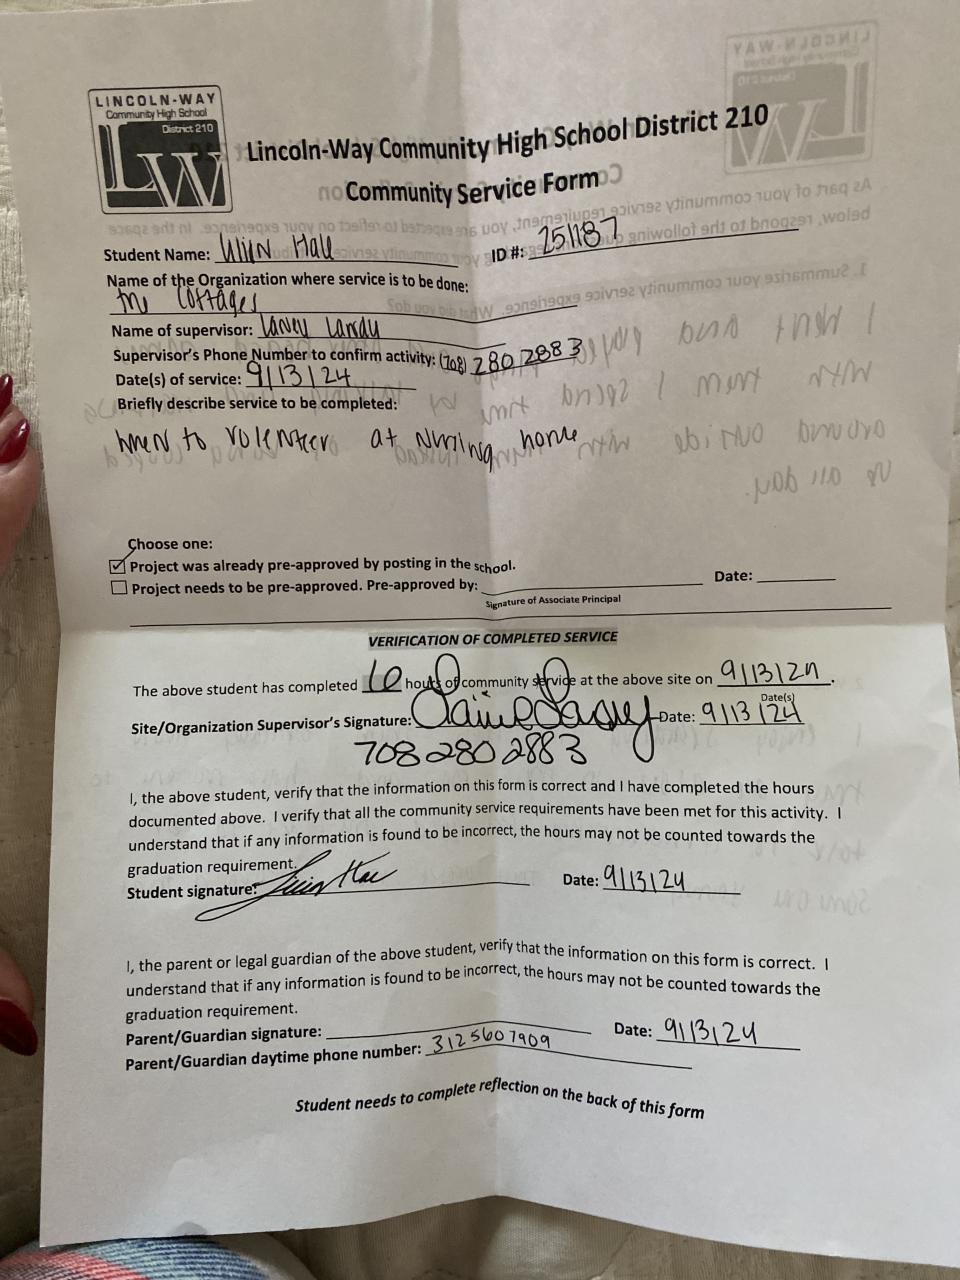 LINCOLN-WAY
Community High School
District 210
LW
Lincoln-Way Community High School District 210
Community Service Form
Student Name: Hall ID #: 251187
Name of the Organization where service is to be done:
the Cottages
Name of supervisor: Laney Landy
Supervisor's Phone Number to confirm activity: (708) 280 2883
Date(s) of service: 9/13/24
Briefly describe service to be completed:
to volenteer at Nursing home
Choose one:
☑ Project was already pre-approved by posting in the school.
☐ Project needs to be pre-approved. Pre-approved by: Date:
Signature of Associate Principal
VERIFICATION OF COMPLETED SERVICE
The above student has completed hours of community service at the above site on 9/13/24.
Date(s)
Site/Organization Supervisor's Signature: Date: 9/13/24
708 280 2883
I, the above student, verify that the information on this form is correct and I have completed the hours
documented above. I verify that all the community service requirements have been met for this activity. I
understand that if any information is found to be incorrect, the hours may not be counted towards the
graduation requirement.
Student signature: Date: 9/13/24
I, the parent or legal guardian of the above student, verify that the information on this form is correct. I
understand that if any information is found to be incorrect, the hours may not be counted towards the
graduation requirement.
Parent/Guardian signature: Date: 9/13/24
Parent/Guardian daytime phone number: 3125607909
Student needs to complete reflection on the back of this form